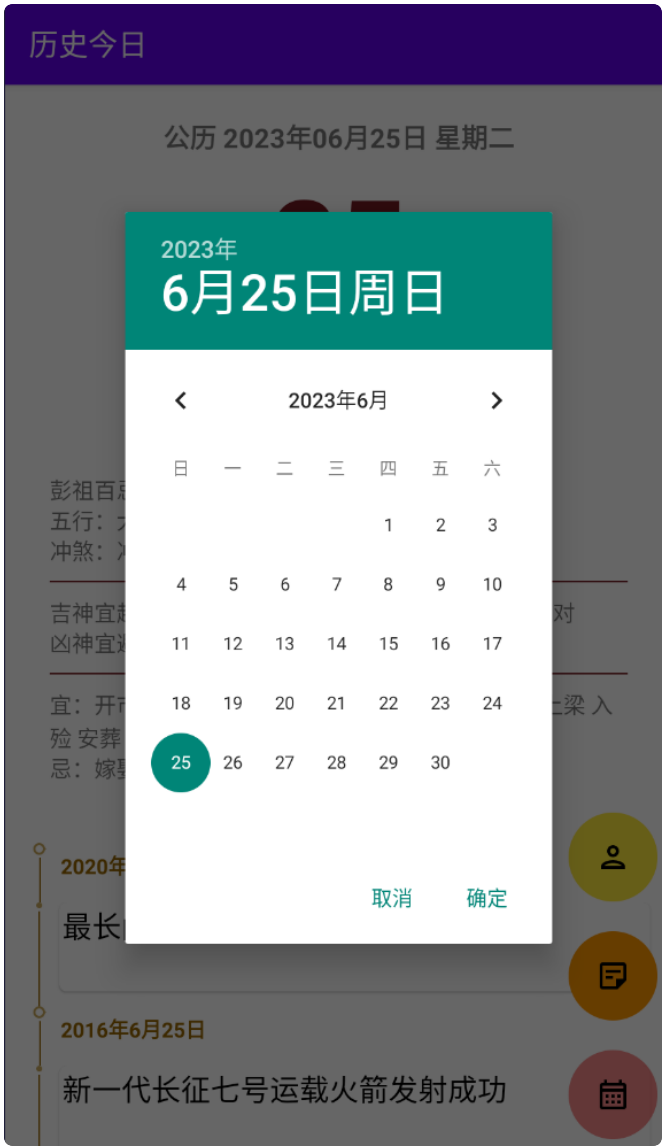 历史今日
公历 2023年06月25日 星期二
2023年
6月25日周日
2023年6月
日 一 二 三 四 五 六
1 2 3
4 5 6 7 8 9 10
11 12 13 14 15 16 17
18 19 20 21 22 23 24
25 26 27 28 29 30
取消 确定
彭祖百忌
五行：
冲煞：
吉神宜趋 对
凶神宜避
宜：开市 上梁 入
殓 安葬
忌：嫁娶
2020年
最长
2016年6月25日
新一代长征七号运载火箭发射成功